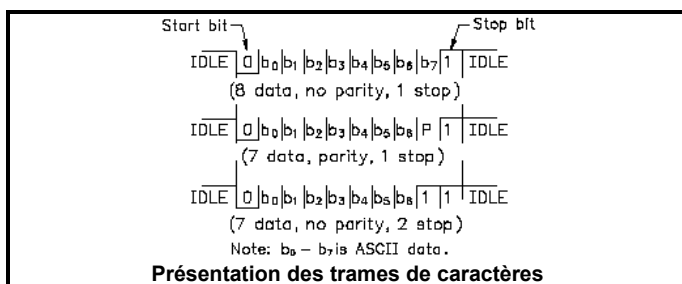 Start bit Stop bit
IDLE 0 b₀ b₁ b₂ b₃ b₄ b₅ b₆ b₇ 1 IDLE
(8 data, no parity, 1 stop)
IDLE 0 b₀ b₁ b₂ b₃ b₄ b₅ b₆ P 1 IDLE
(7 data, parity, 1 stop)
IDLE 0 b₀ b₁ b₂ b₃ b₄ b₅ b₆ 1 1 IDLE
(7 data, no parity, 2 stop)
Note: b₀ – b₇ is ASCII data.
Présentation des trames de caractères